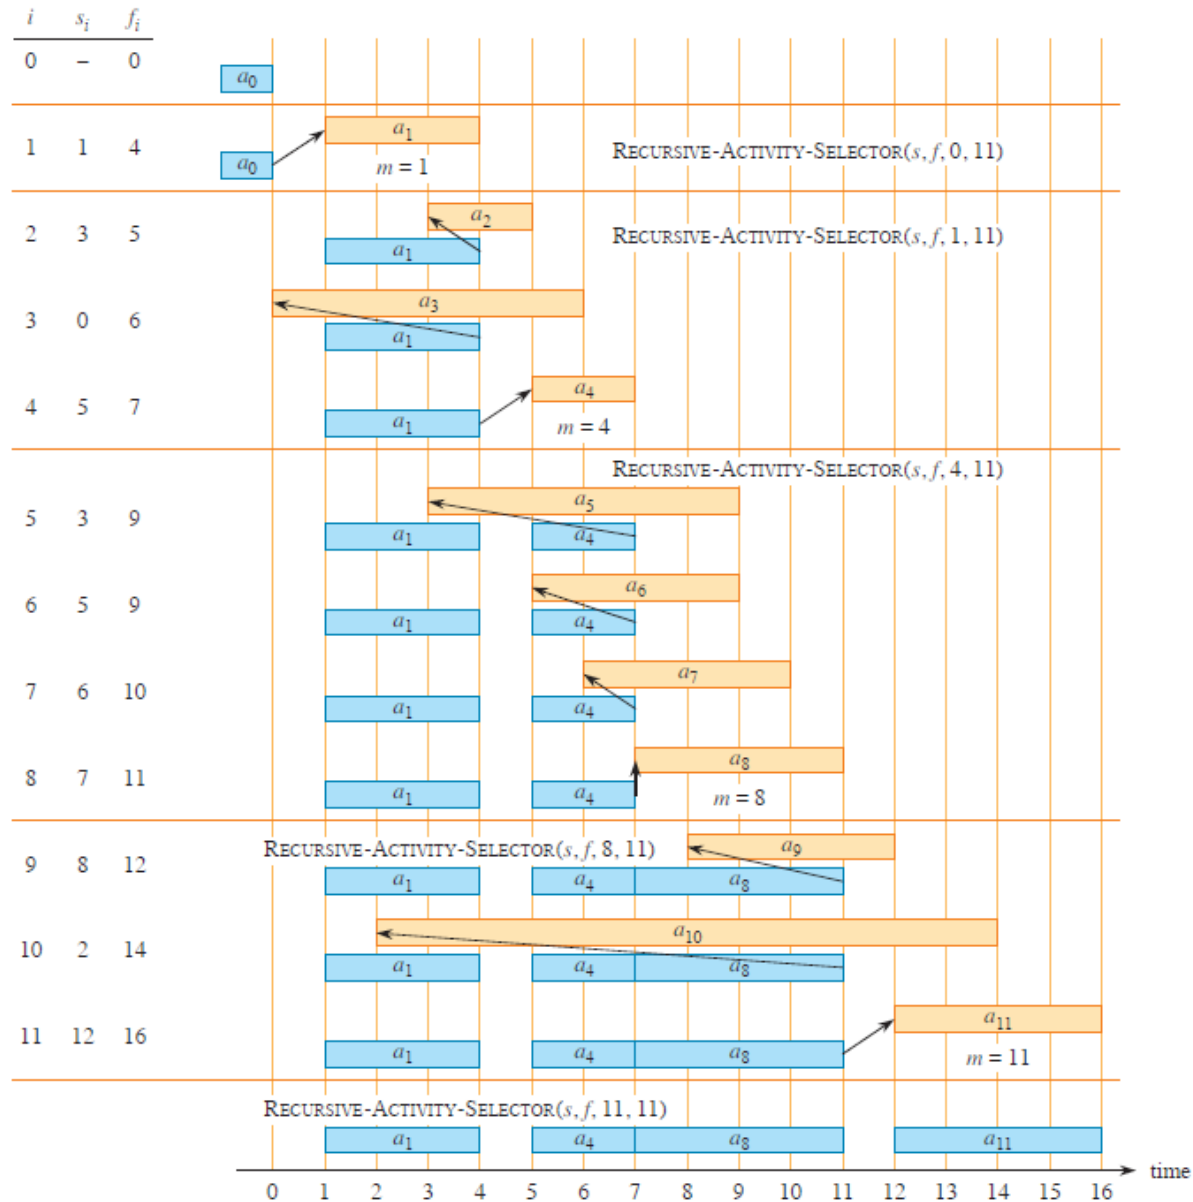 i s_i f_i
0 – 0
a_0
1 1 4
a_1
a_0
m = 1
RECURSIVE-ACTIVITY-SELECTOR(s, f, 0, 11)
2 3 5
a_2
RECURSIVE-ACTIVITY-SELECTOR(s, f, 1, 11)
a_1
3 0 6
a_3
a_1
4 5 7
a_4
a_1
m = 4
RECURSIVE-ACTIVITY-SELECTOR(s, f, 4, 11)
5 3 9
a_5
a_1 a_4
6 5 9
a_6
a_1 a_4
7 6 10
a_7
a_1 a_4
8 7 11
a_8
a_1 a_4 m = 8
RECURSIVE-ACTIVITY-SELECTOR(s, f, 8, 11)
9 8 12
a_9
a_1 a_4 a_8
10 2 14
a_10
a_1 a_4 a_8
11 12 16
a_11
a_1 a_4 a_8 m = 11
RECURSIVE-ACTIVITY-SELECTOR(s, f, 11, 11)
a_1 a_4 a_8 a_11
time
0 1 2 3 4 5 6 7 8 9 10 11 12 13 14 15 16